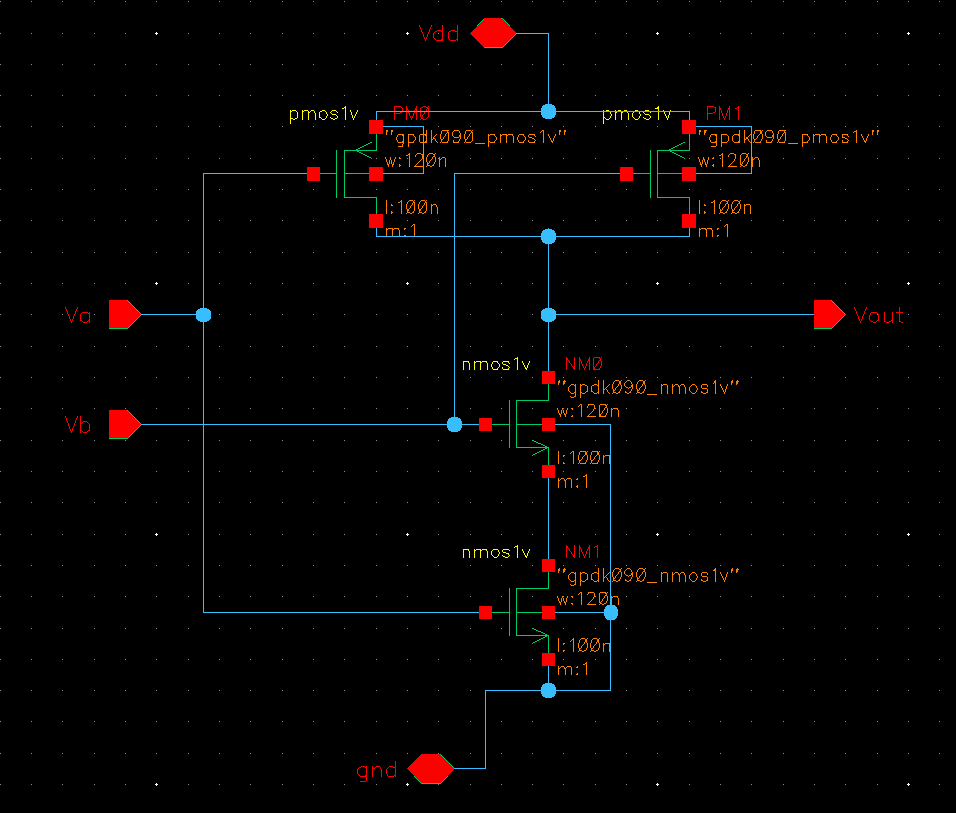 Vdd
pmos1v PM0
"gpdk090_pmos1v"
w:120n
l:100n
m:1
pmos1v PM1
"gpdk090_pmos1v"
w:120n
l:100n
m:1
Va
Vout
nmos1v NM0
"gpdk090_nmos1v"
w:120n
Vb
l:100n
m:1
nmos1v NM1
"gpdk090_nmos1v"
w:120n
l:100n
m:1
gnd